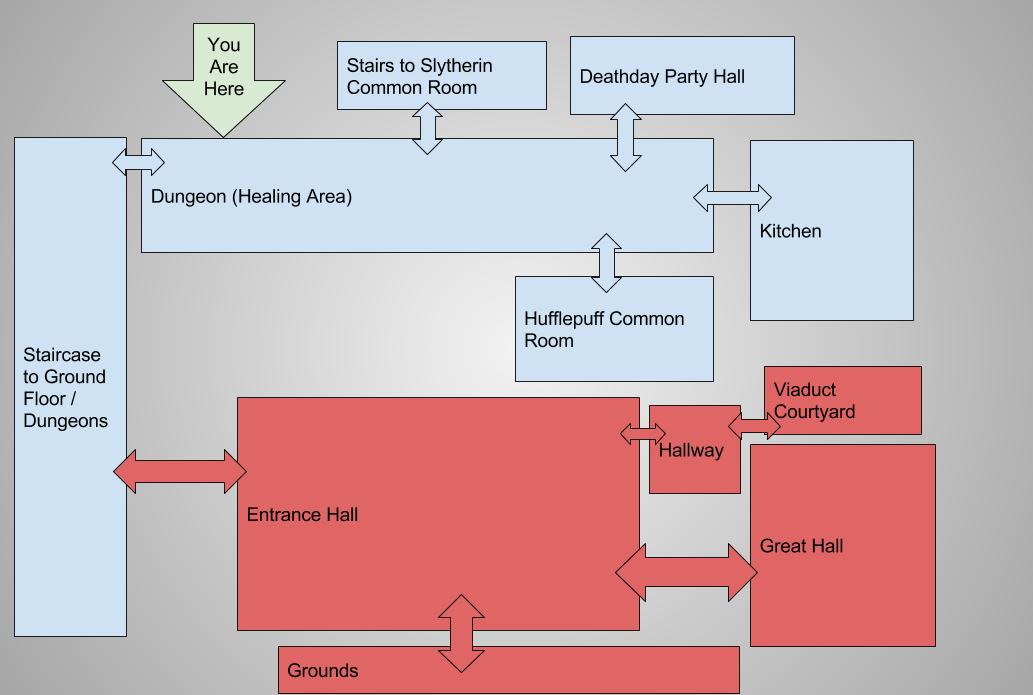 You
Are
Here
Stairs to Slytherin
Common Room
Deathday Party Hall
Dungeon (Healing Area)
Kitchen
Hufflepuff Common
Room
Staircase
to Ground
Floor /
Dungeons
Viaduct
Courtyard
Hallway
Entrance Hall
Great Hall
Grounds